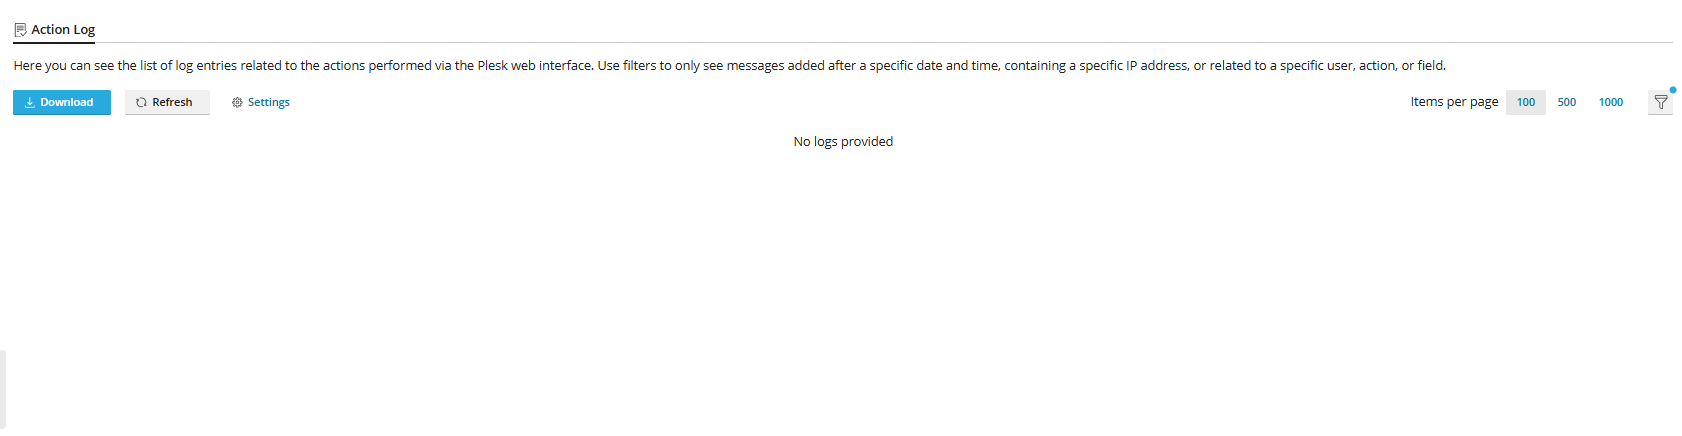 Action Log
Here you can see the list of log entries related to the actions performed via the Plesk web interface. Use filters to only see messages added after a specific date and time, containing a specific IP address, or related to a specific user, action, or field.
Download Refresh Settings Items per page 100 500 1000
No logs provided